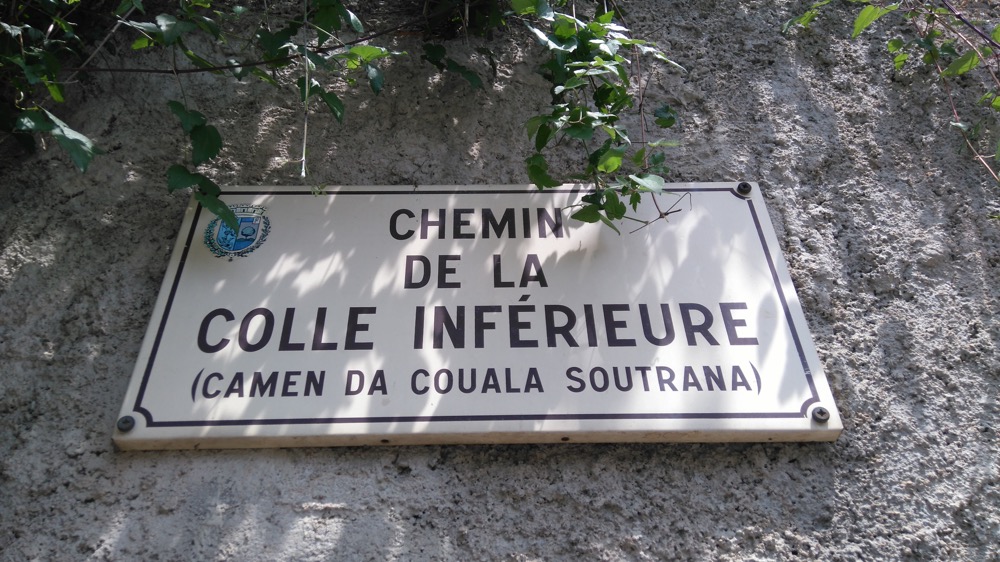 CHEMIN
DE LA
COLLE INFÉRIEURE
(CAMEN DA COUALA SOUTRANA)